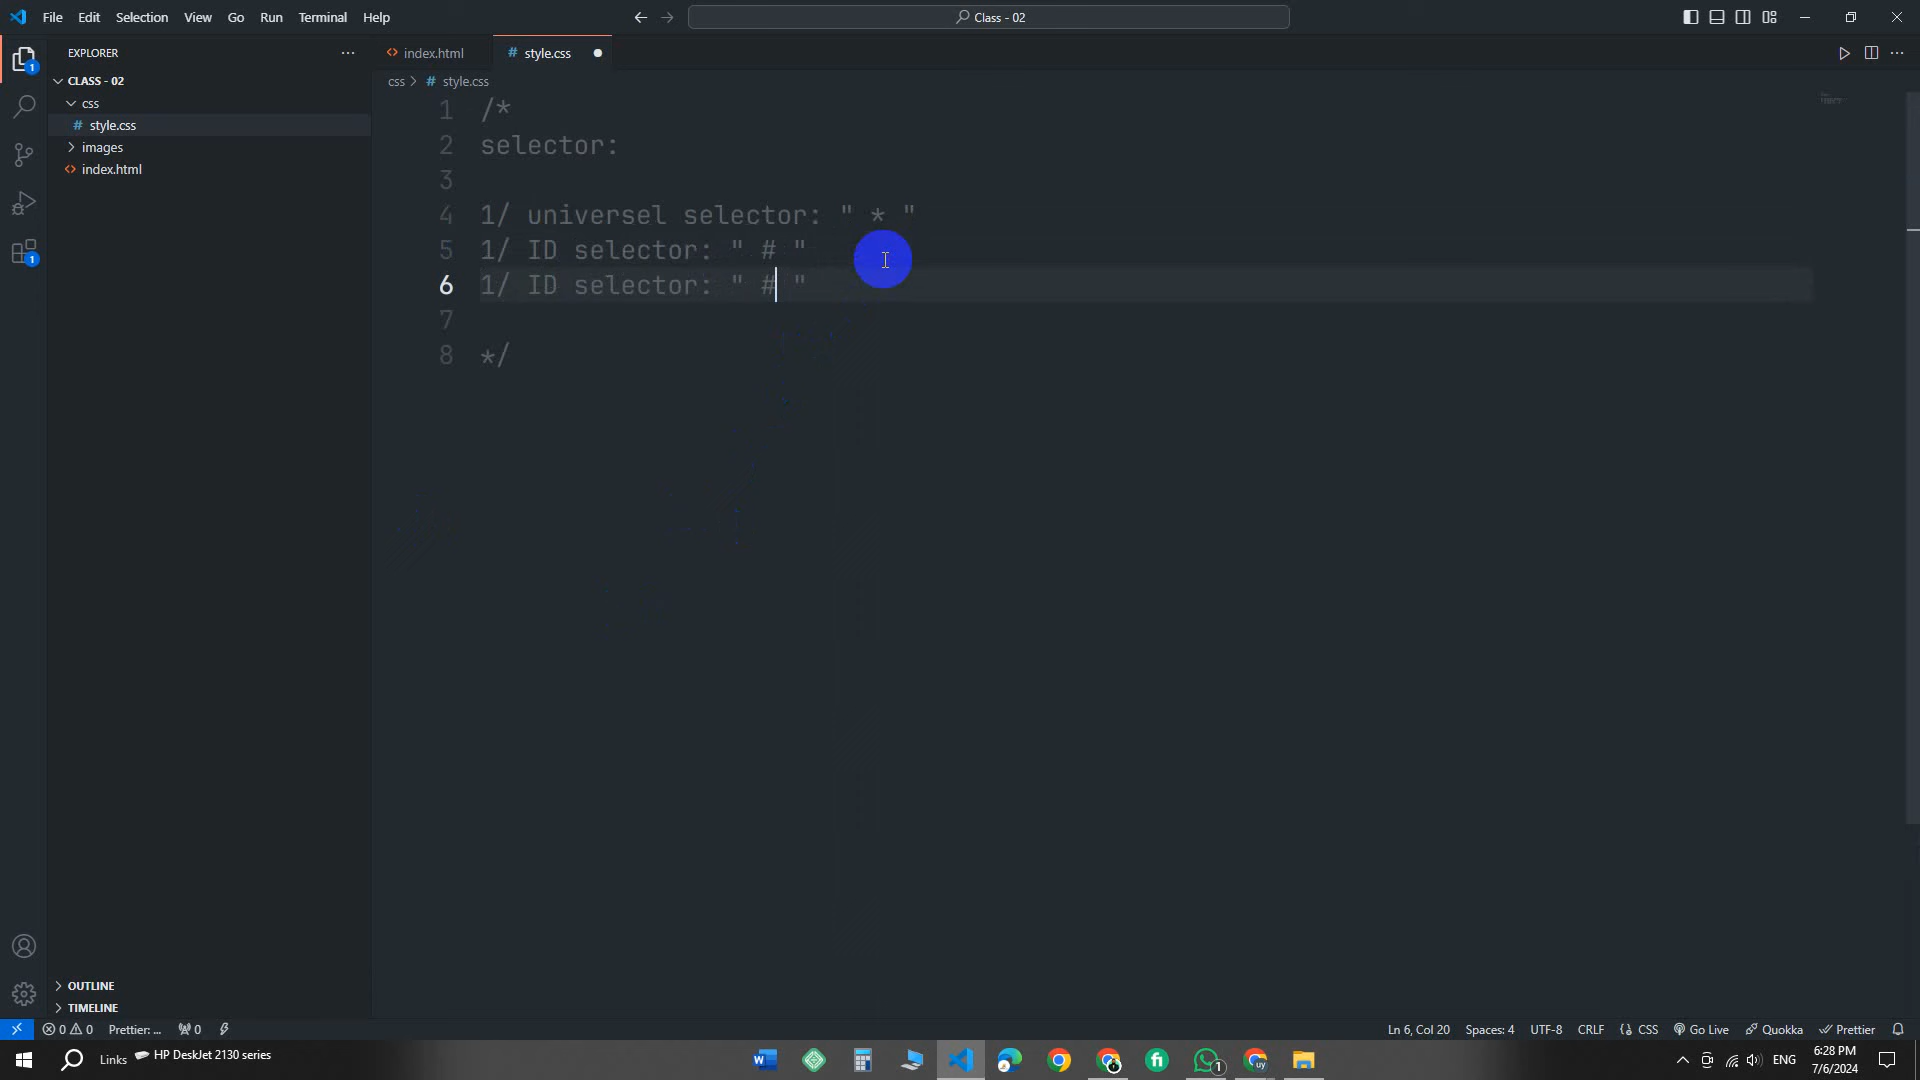 File Edit Selection View Go Run Terminal Help
Class - 02
EXPLORER
CLASS - 02
css
# style.css
images
index.html
OUTLINE
TIMELINE
index.html
# style.css
css > # style.css
1 /*
2 selector:
3
4 1/ universel selector: " * "
5 1/ ID selector: " # "
6 1/ ID selector: " # "
7
8 */
1
1
0 0 Prettier: ... 0
Ln 6, Col 20 Spaces: 4 UTF-8 CRLF {} CSS Go Live Quokka Prettier
Links HP DeskJet 2130 series
1
ENG
6:28 PM
7/6/2024